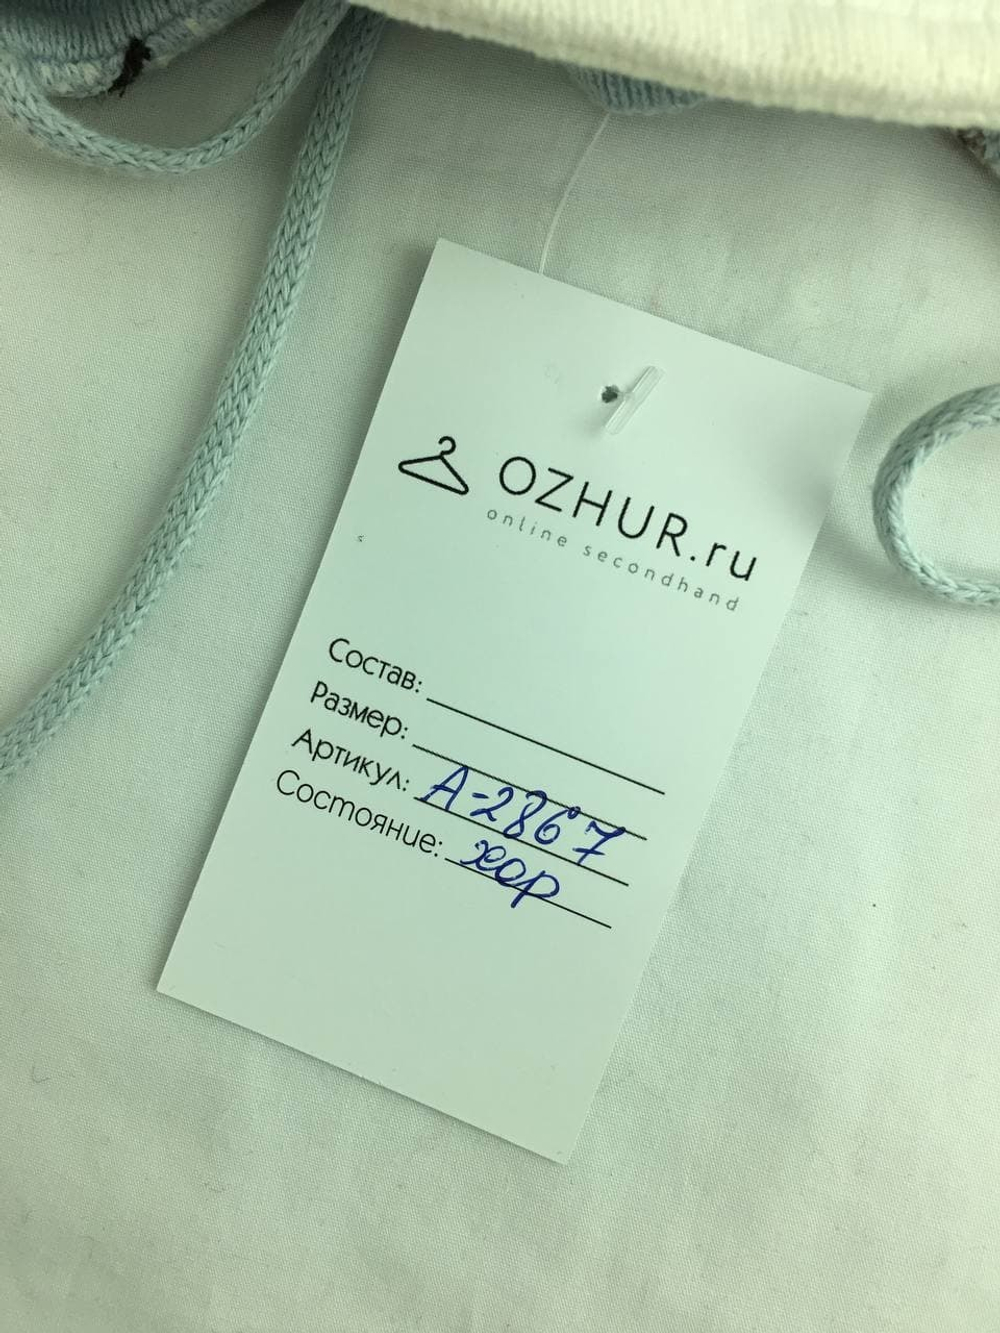 OZHUR.ru
online secondhand
Состав:
Размер:
Артикул: А-2867
Состояние: хор